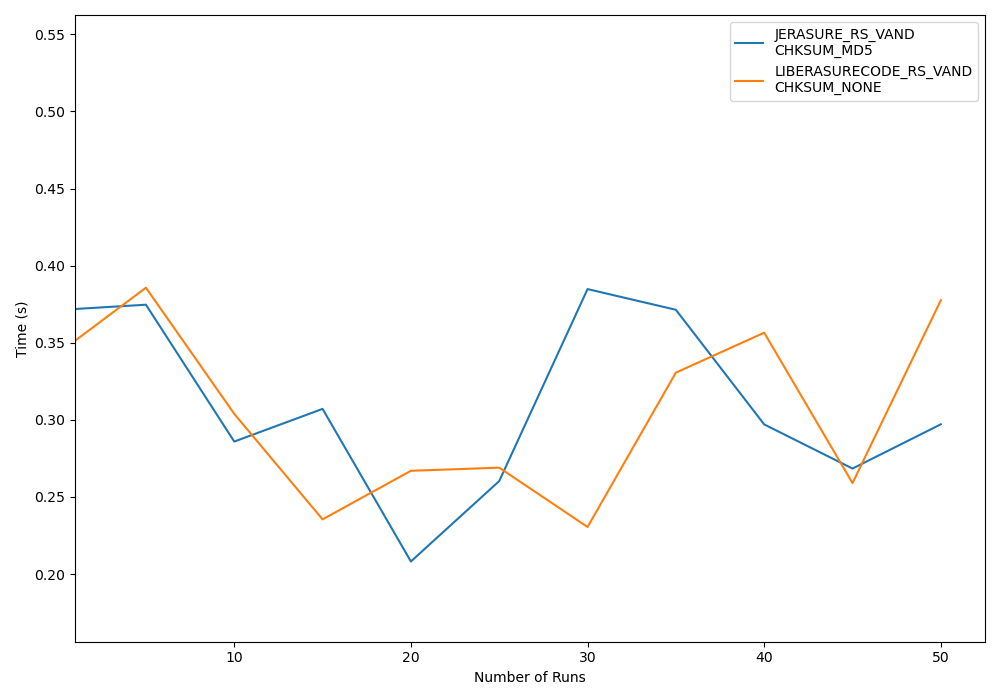 JERASURE_RS_VAND
CHKSUM_MD5
LIBERASURECODE_RS_VAND
CHKSUM_NONE
0.55
0.50
0.45
0.40
0.35
0.30
0.25
0.20
Time (s)
10 20 30 40 50
Number of Runs